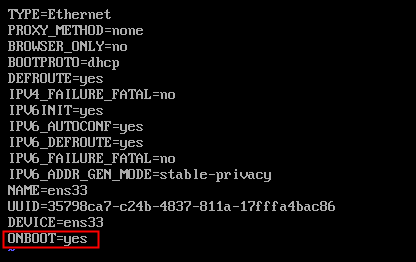 TYPE=Ethernet
PROXY_METHOD=none
BROWSER_ONLY=no
BOOTPROTO=dhcp
DEFROUTE=yes
IPV4_FAILURE_FATAL=no
IPV6INIT=yes
IPV6_AUTOCONF=yes
IPV6_DEFROUTE=yes
IPV6_FAILURE_FATAL=no
IPV6_ADDR_GEN_MODE=stable-privacy
NAME=ens33
UUID=35798ca7-c24b-4837-811a-17fffa4bac86
DEVICE=ens33
ONBOOT=yes
~